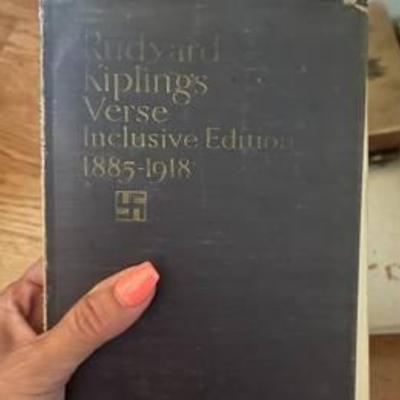 Rudyard
Kiplings
Verse
Inclusive Edition
1885-1918